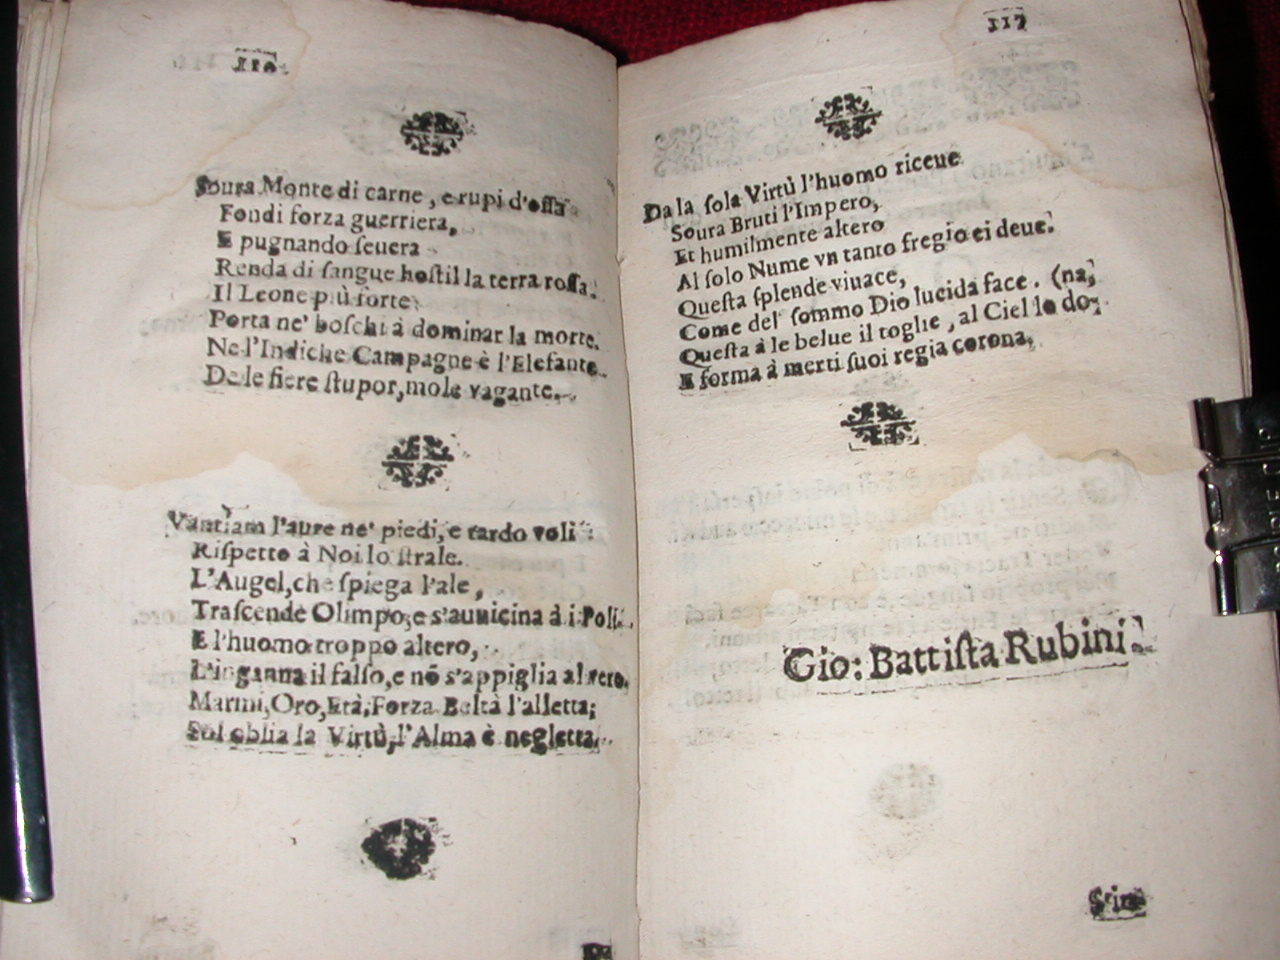 110
Soura Monte di carne, e rupi d'ossa
Fondi forza guerriera,
E pugnando seuera
Renda di sangue hostil la terra rossa.
Il Leone più forte
Porta ne' boschi à dominar la morte.
Ne l'Indiche Campagne è l'Elefante
De le fiere stupor, mole vagante.
Vantiam l'aure ne' piedi, e tardo voli
Rispetto à Noi lo strale.
L'Augel, che spiega l'ale,
Trascende Olimpo, e s'auuicina à i Poli.
E l'huomo troppo altero,
L'inganna il falso, e nõ s'appiglia al vero.
Marmi, Oro, Età, Forza Beltà l'alletta;
Sol oblia la Virtù, l'Alma è negletta.
117
Da la sola Virtù l'huomo riceue
Soura Bruti l'Impero,
Et humilmente altero
Al solo Nume vn tanto fregio ei deue.
Questa splende viuace,
Come del sommo Dio lucida face. (na,
Questa à le belue il toglie, al Ciel lo do-
E forma à merti suoi regia corona.
Gio: Battista Rubini.